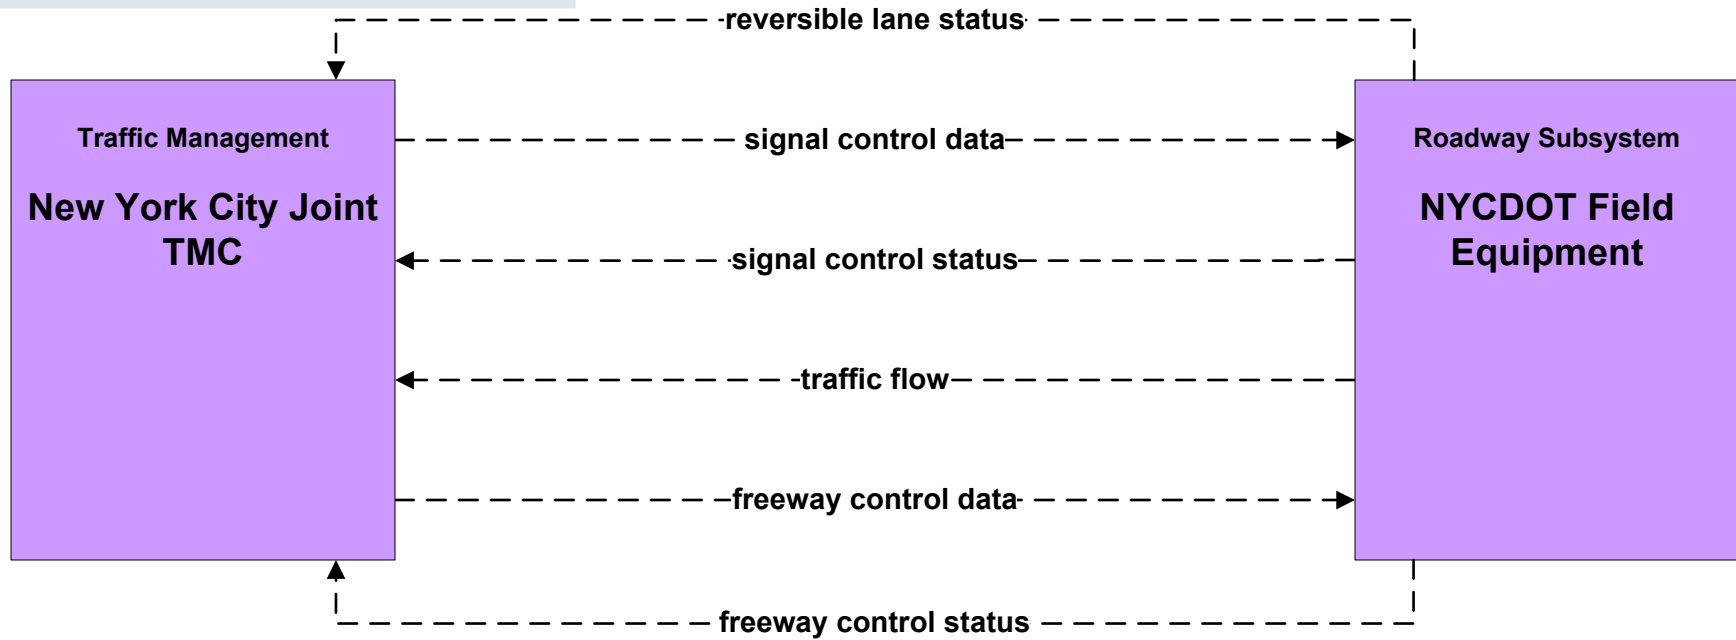 reversible lane status
Traffic Management
New York City Joint
TMC
signal control data
Roadway Subsystem
NYCDOT Field
Equipment
signal control status
traffic flow
freeway control data
freeway control status